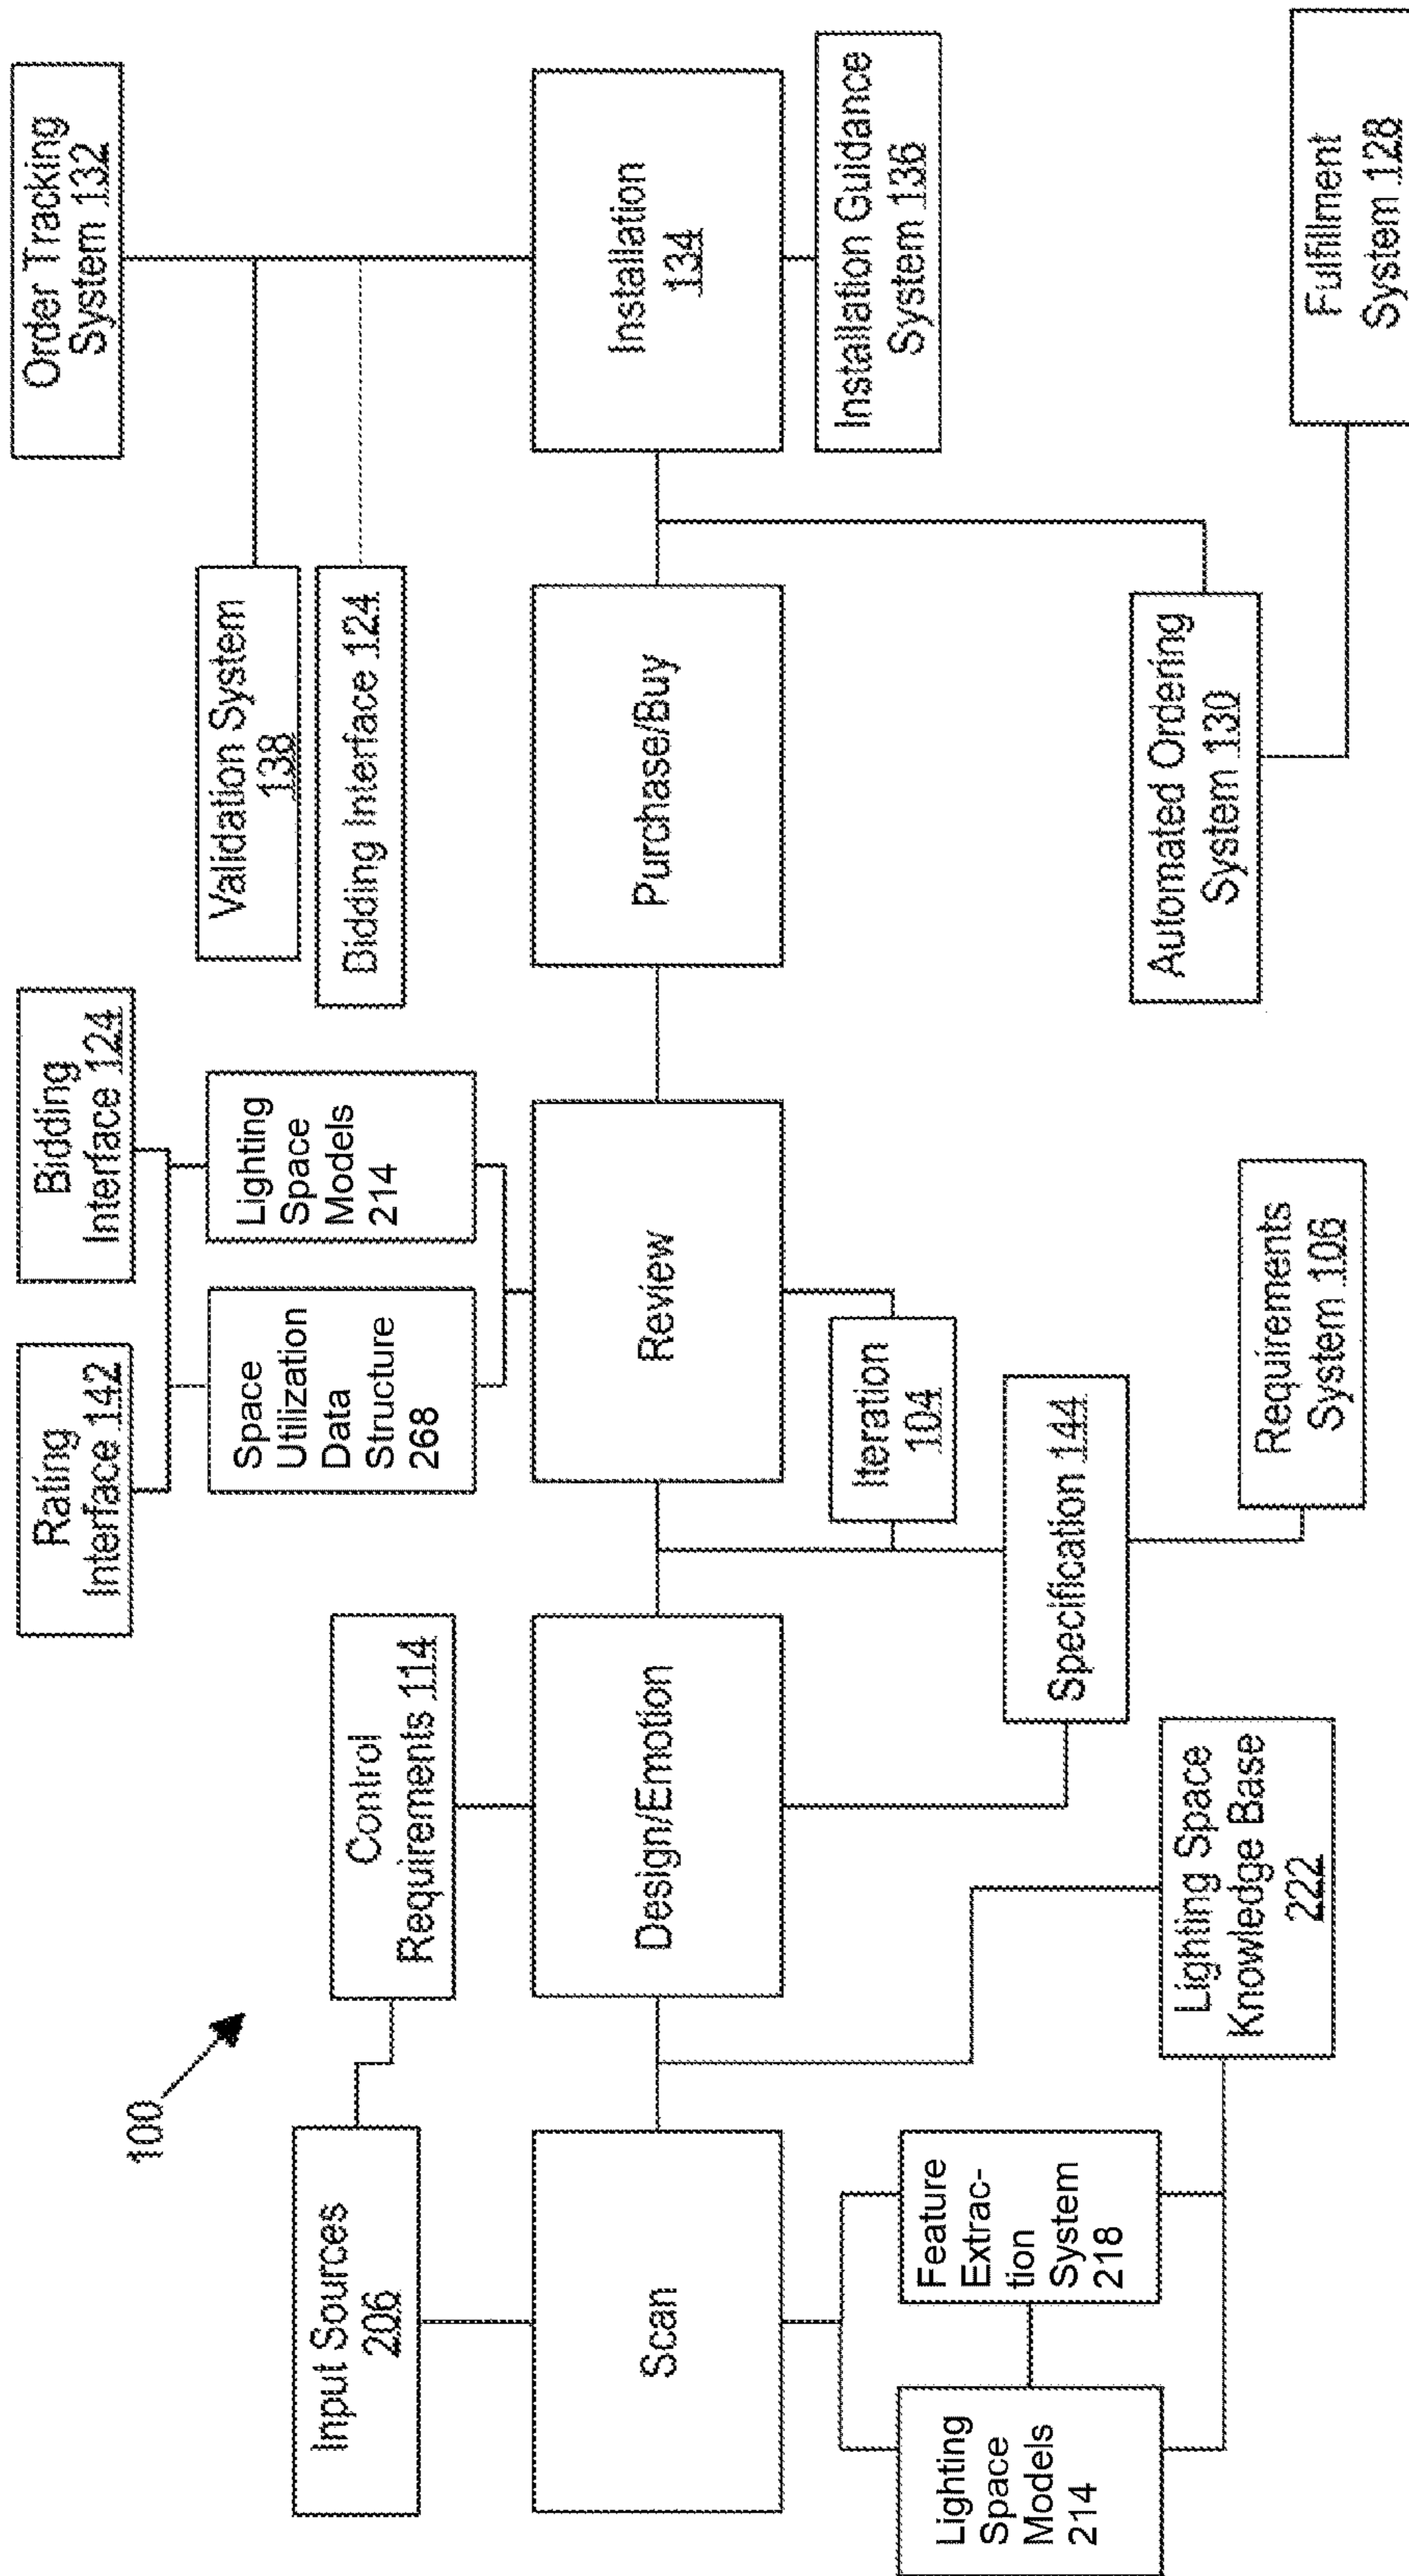 100
Input Sources
206
Control
Requirements 114
Rating
Interface 142
Bidding
Interface 124
Space
Utilization
Data
Structure
268
Lighting
Space
Models
214
Validation System
138
Bidding Interface 124
Order Tracking
System 132
Scan
Design/Emotion
Review
Purchase/Buy
Installation
134
Lighting
Space
Models
214
Feature
Extrac-
tion
System
218
Iteration
104
Installation Guidance
System 136
Specification 144
Lighting Space
Knowledge Base
222
Requirements
System 106
Automated Ordering
System 130
Fulfillment
System 128